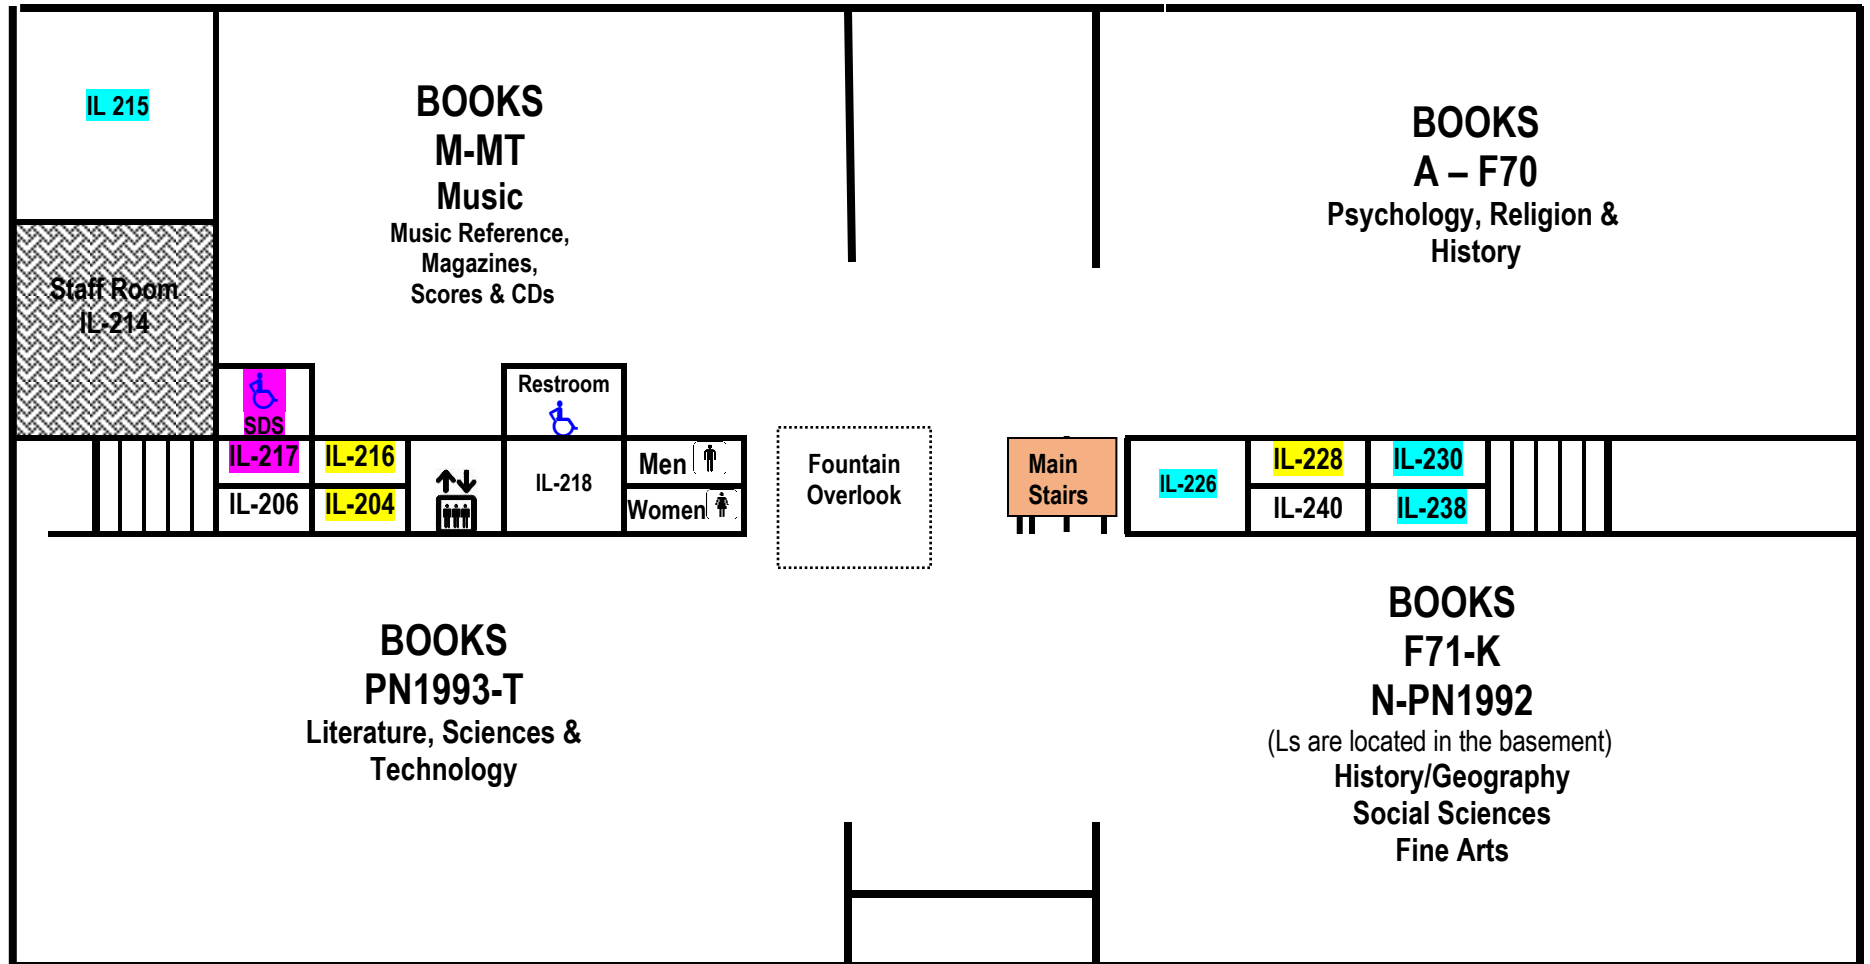 IL 215
BOOKS
M-MT
Music
Music Reference,
Magazines,
Scores & CDs
BOOKS
A – F70
Psychology, Religion &
History
Staff Room
IL-214
SDS
IL-217
IL-216
IL-206
IL-204
Restroom
IL-218
Men
Women
Fountain
Overlook
Main
Stairs
IL-226
IL-228
IL-230
IL-240
IL-238
BOOKS
PN1993-T
Literature, Sciences &
Technology
BOOKS
F71-K
N-PN1992
(Ls are located in the basement)
History/Geography
Social Sciences
Fine Arts